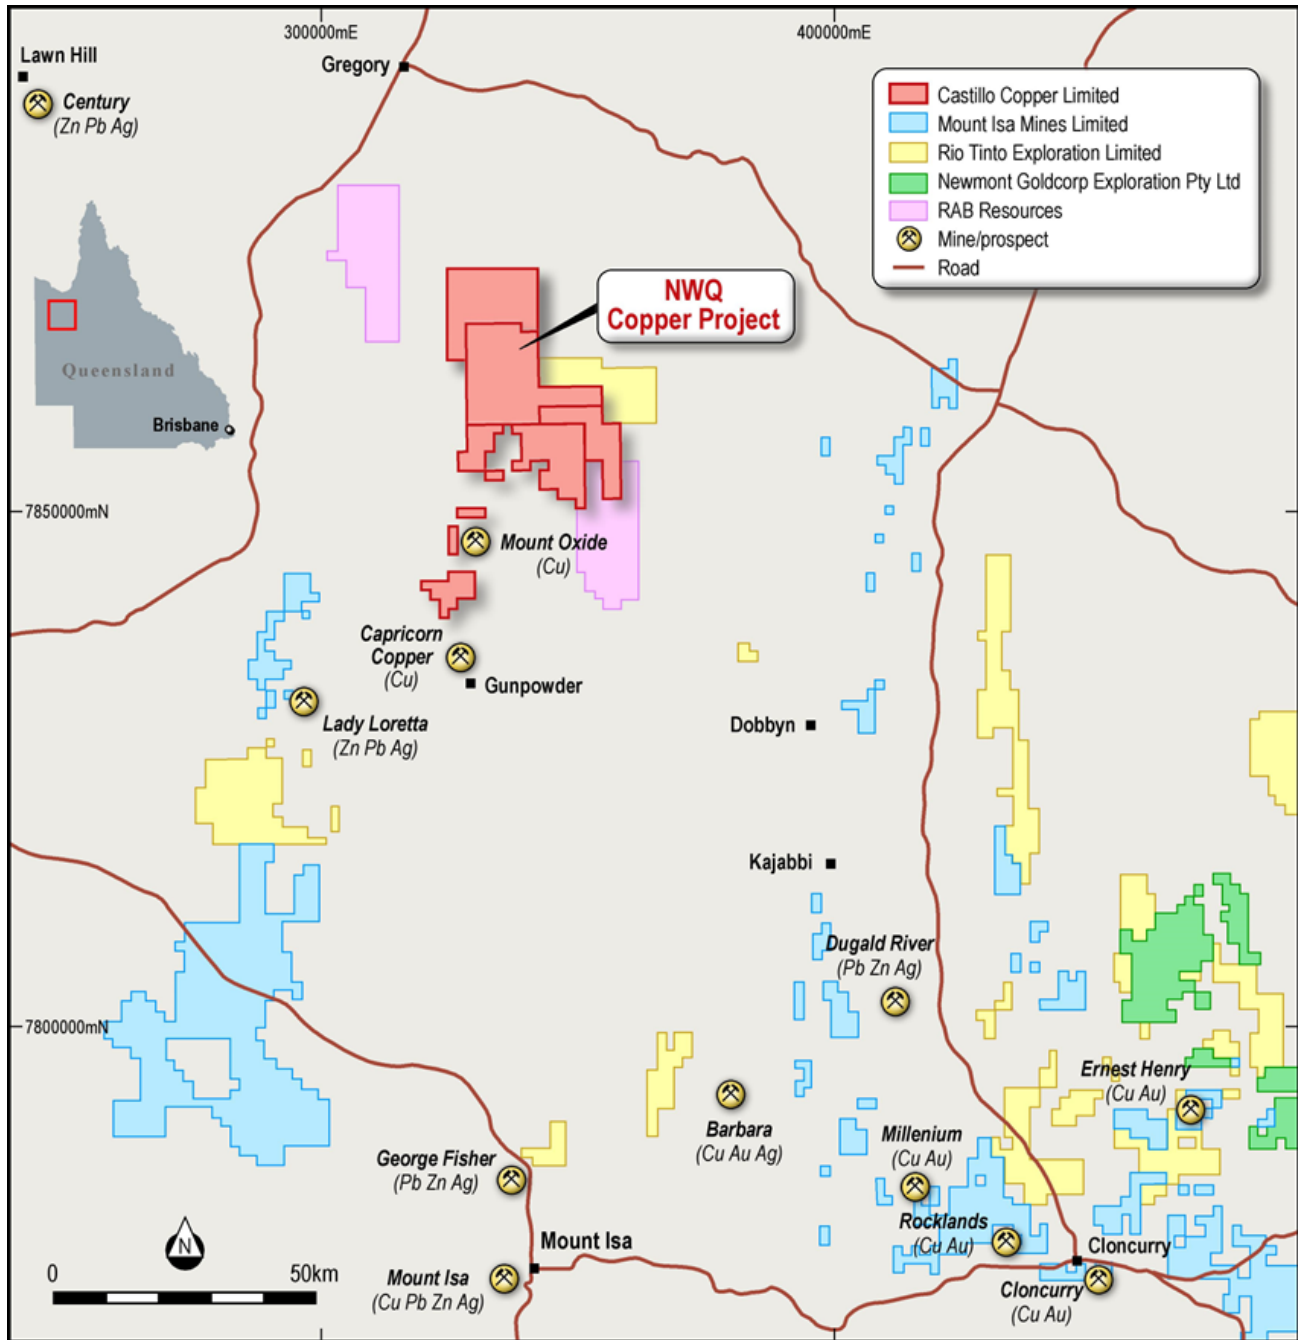 300000mE
400000mE
Lawn Hill
Century
(Zn Pb Ag)
Gregory
Castillo Copper Limited
Mount Isa Mines Limited
Rio Tinto Exploration Limited
Newmont Goldcorp Exploration Pty Ltd
RAB Resources
Mine/prospect
Road
NWQ
Copper Project
Queensland
Brisbane
7850000mN
Mount Oxide
(Cu)
Capricorn
Copper
(Cu)
Gunpowder
Lady Loretta
(Zn Pb Ag)
Dobbyn
Kajabbi
Dugald River
(Pb Zn Ag)
7800000mN
Ernest Henry
(Cu Au)
Barbara
(Cu Au Ag)
Millenium
(Cu Au)
George Fisher
(Pb Zn Ag)
Rocklands
(Cu Au)
Mount Isa
Cloncurry
N
0 50km
Mount Isa
(Cu Pb Zn Ag)
Cloncurry
(Cu Au)